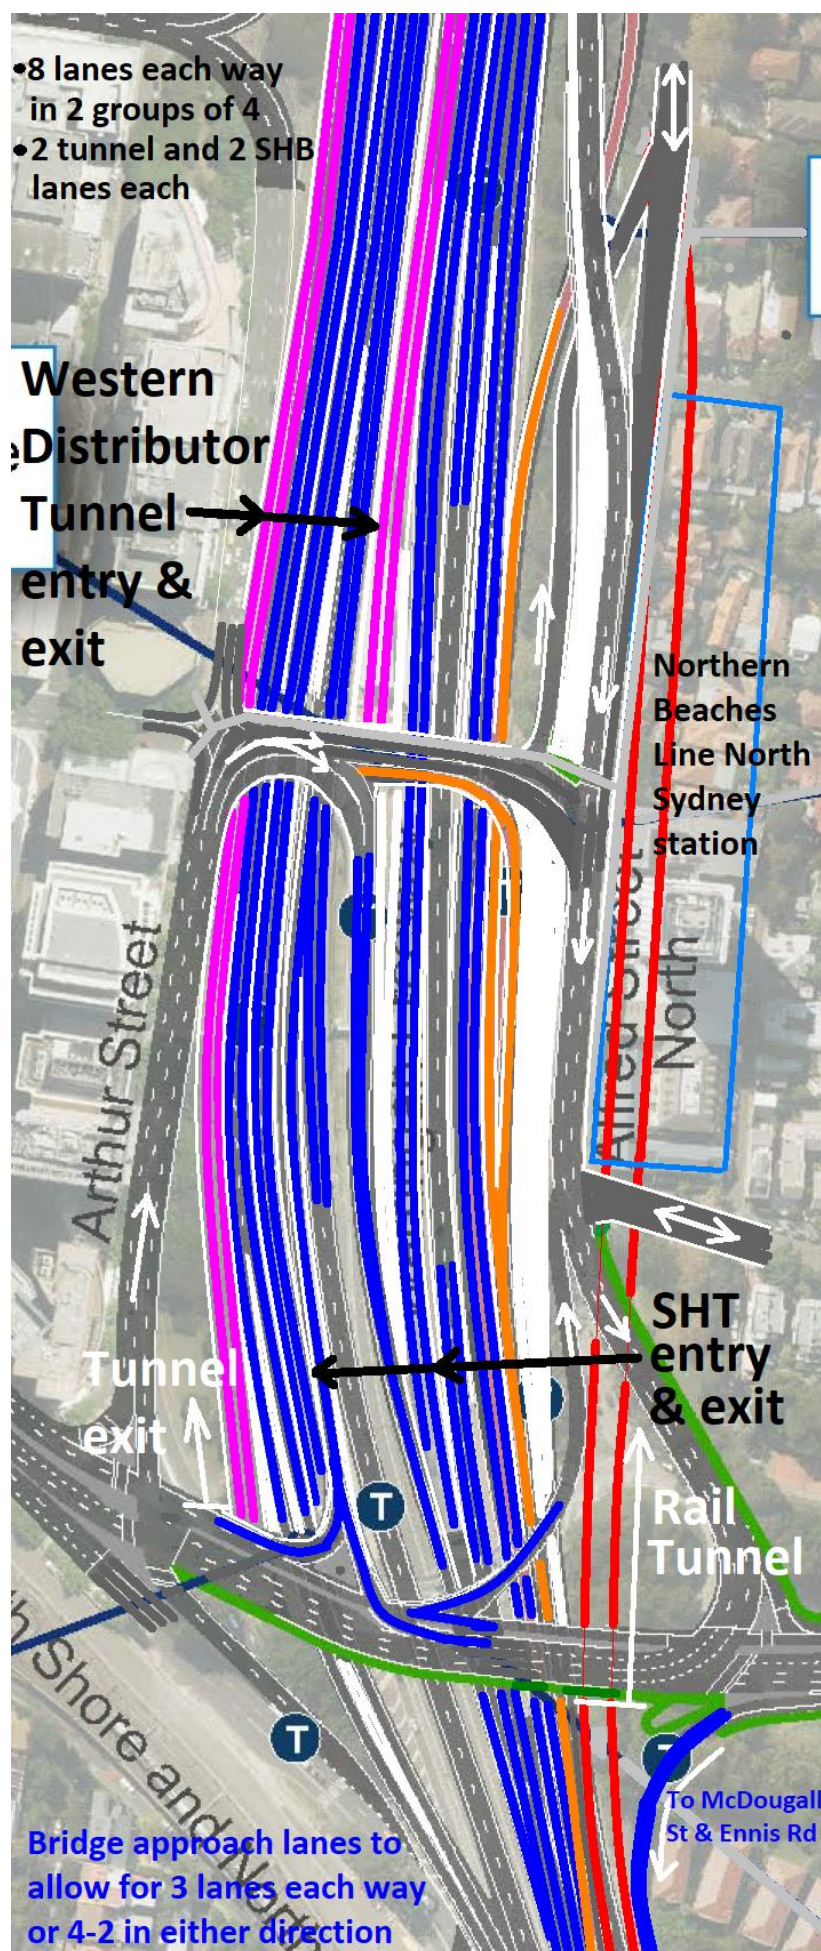 •8 lanes each way
in 2 groups of 4
•2 tunnel and 2 SHB
lanes each
Western
Distributor
Tunnel
entry &
exit
Northern
Beaches
Line North
Sydney
station
Arthur Street
Alfred Street
North
SHT
entry
& exit
Tunnel
exit
T
Rail
Tunnel
T
To McDougall
St & Ennis Rd
Shore and North
Bridge approach lanes to
allow for 3 lanes each way
or 4-2 in either direction